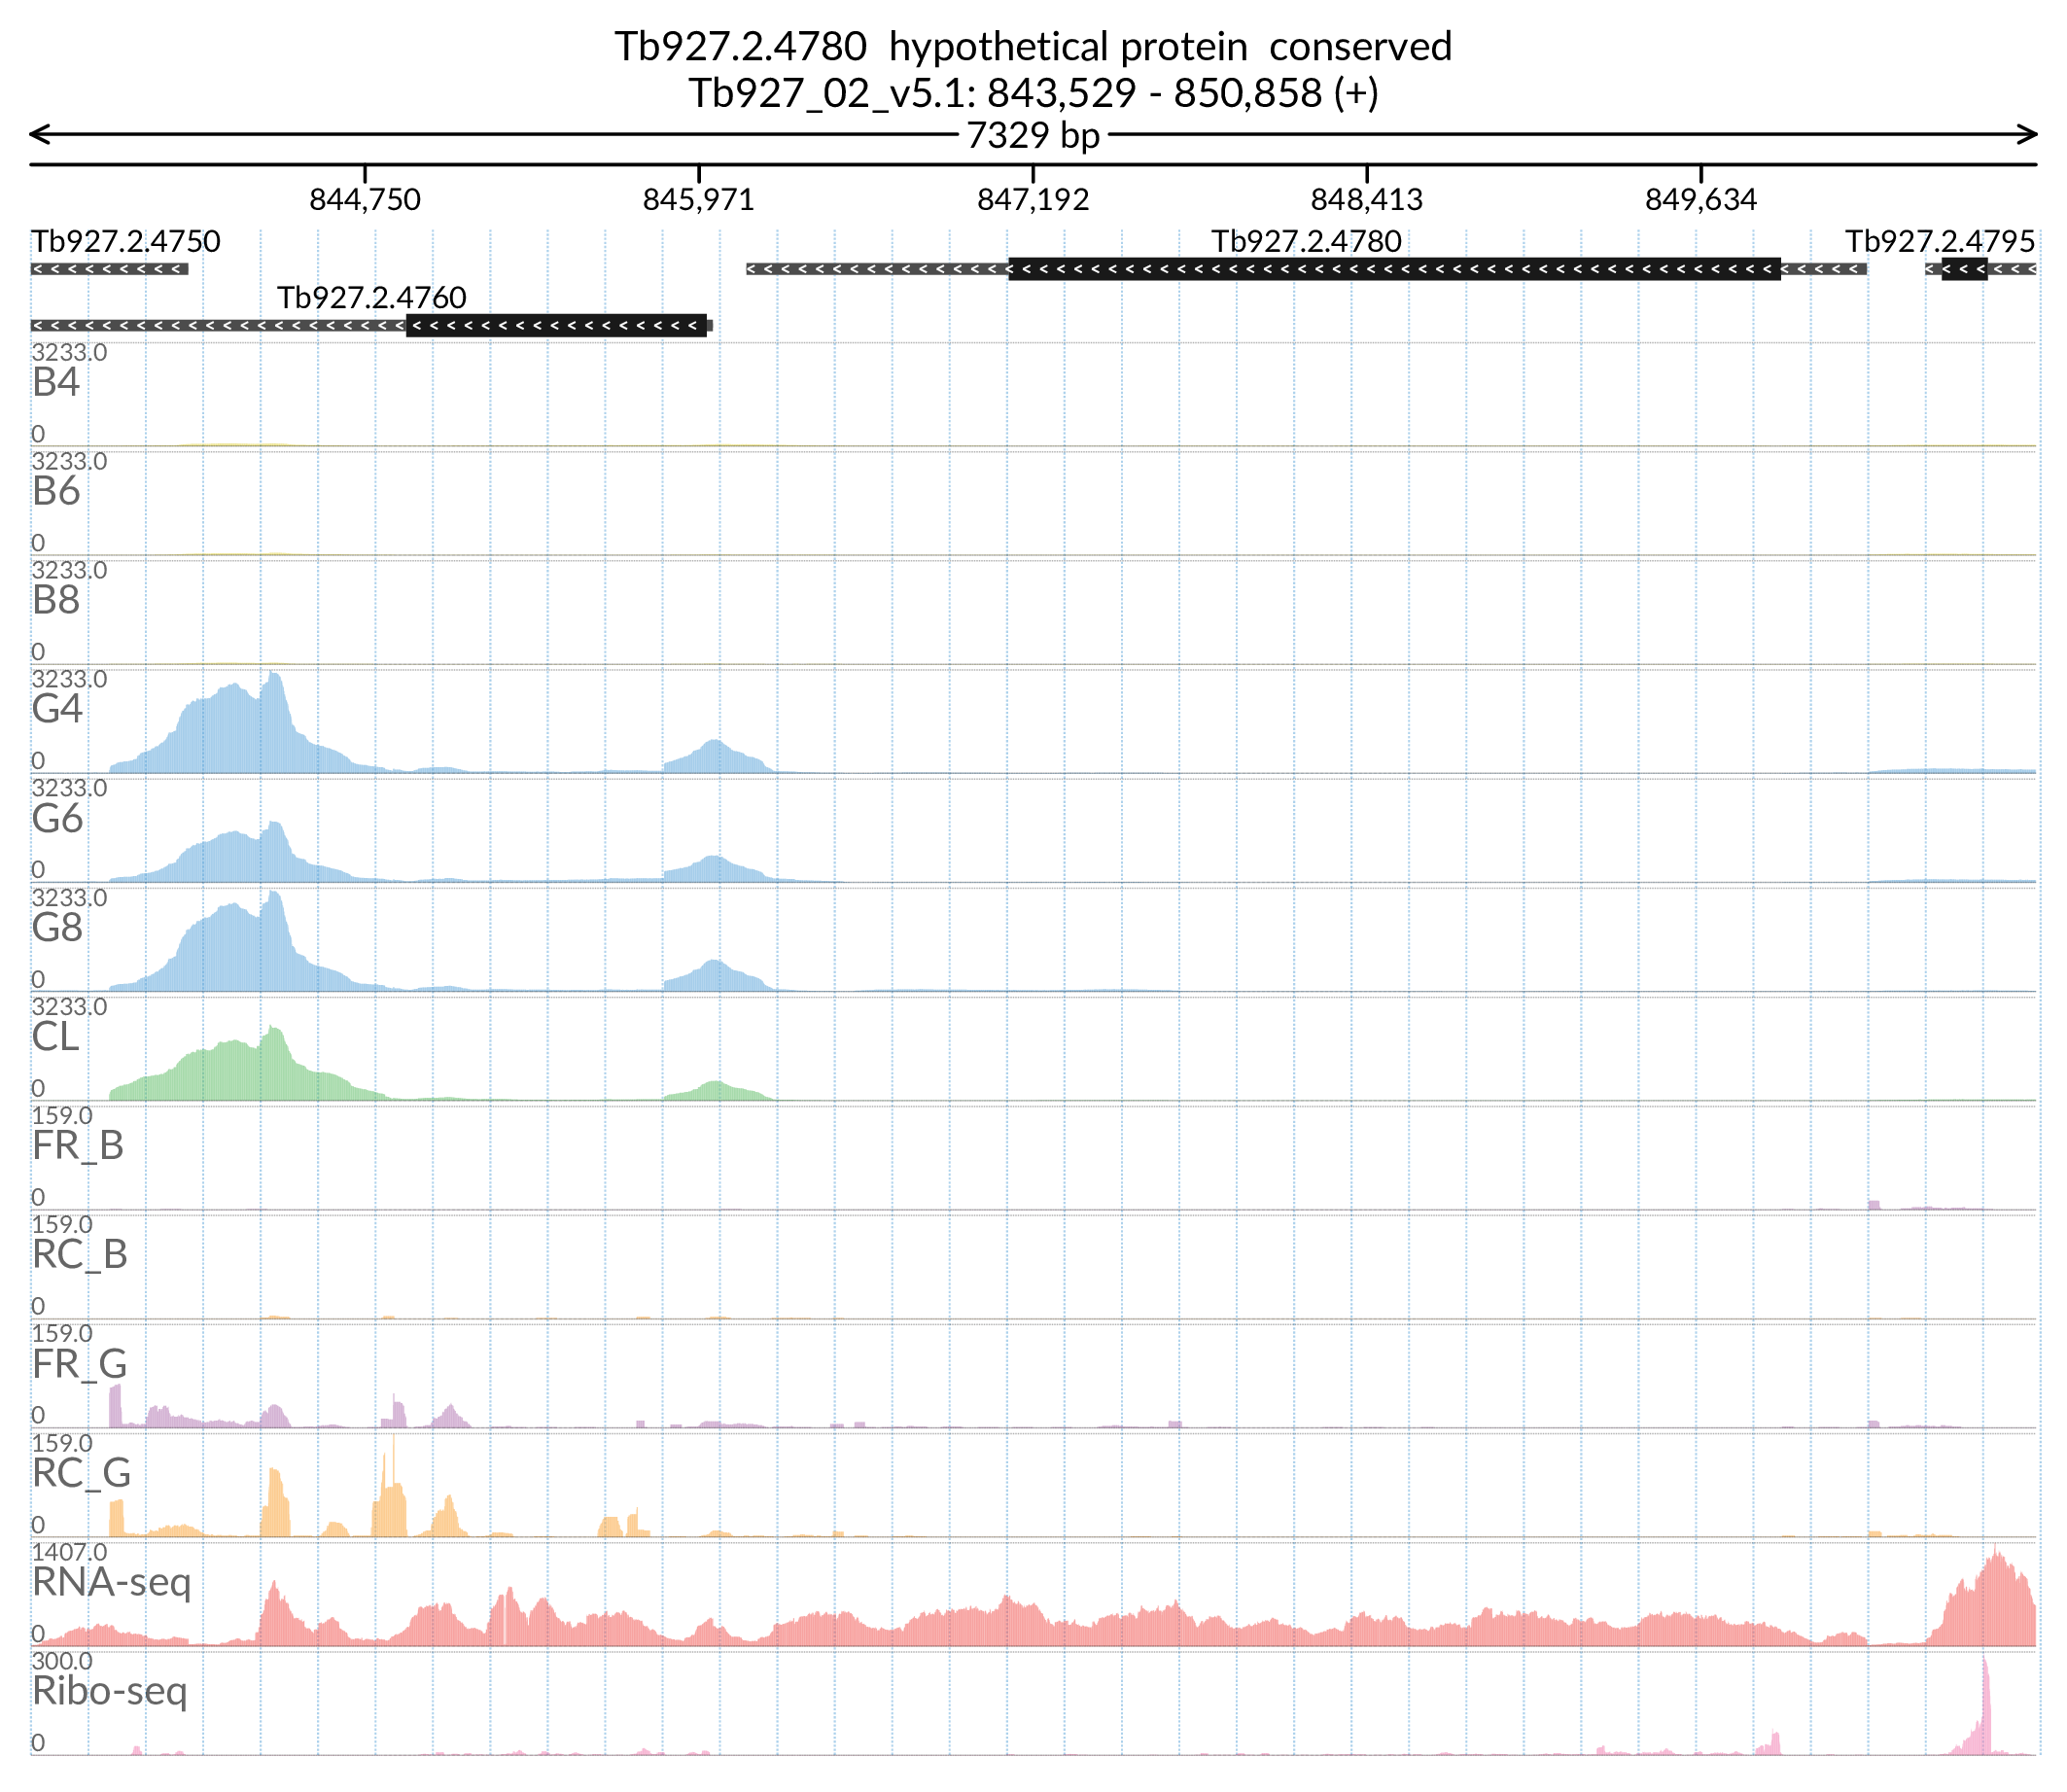 Tb927.2.4780  hypothetical protein  conserved
Tb927_02_v5.1: 843,529 - 850,858 (+)
7329 bp
844,750 845,971 847,192 848,413 849,634
Tb927.2.4750 Tb927.2.4780 Tb927.2.4795
Tb927.2.4760
3233.0
B4
0
3233.0
B6
0
3233.0
B8
0
3233.0
G4
0
3233.0
G6
0
3233.0
G8
0
3233.0
CL
0
159.0
FR_B
0
159.0
RC_B
0
159.0
FR_G
0
159.0
RC_G
0
1407.0
RNA-seq
0
300.0
Ribo-seq
0